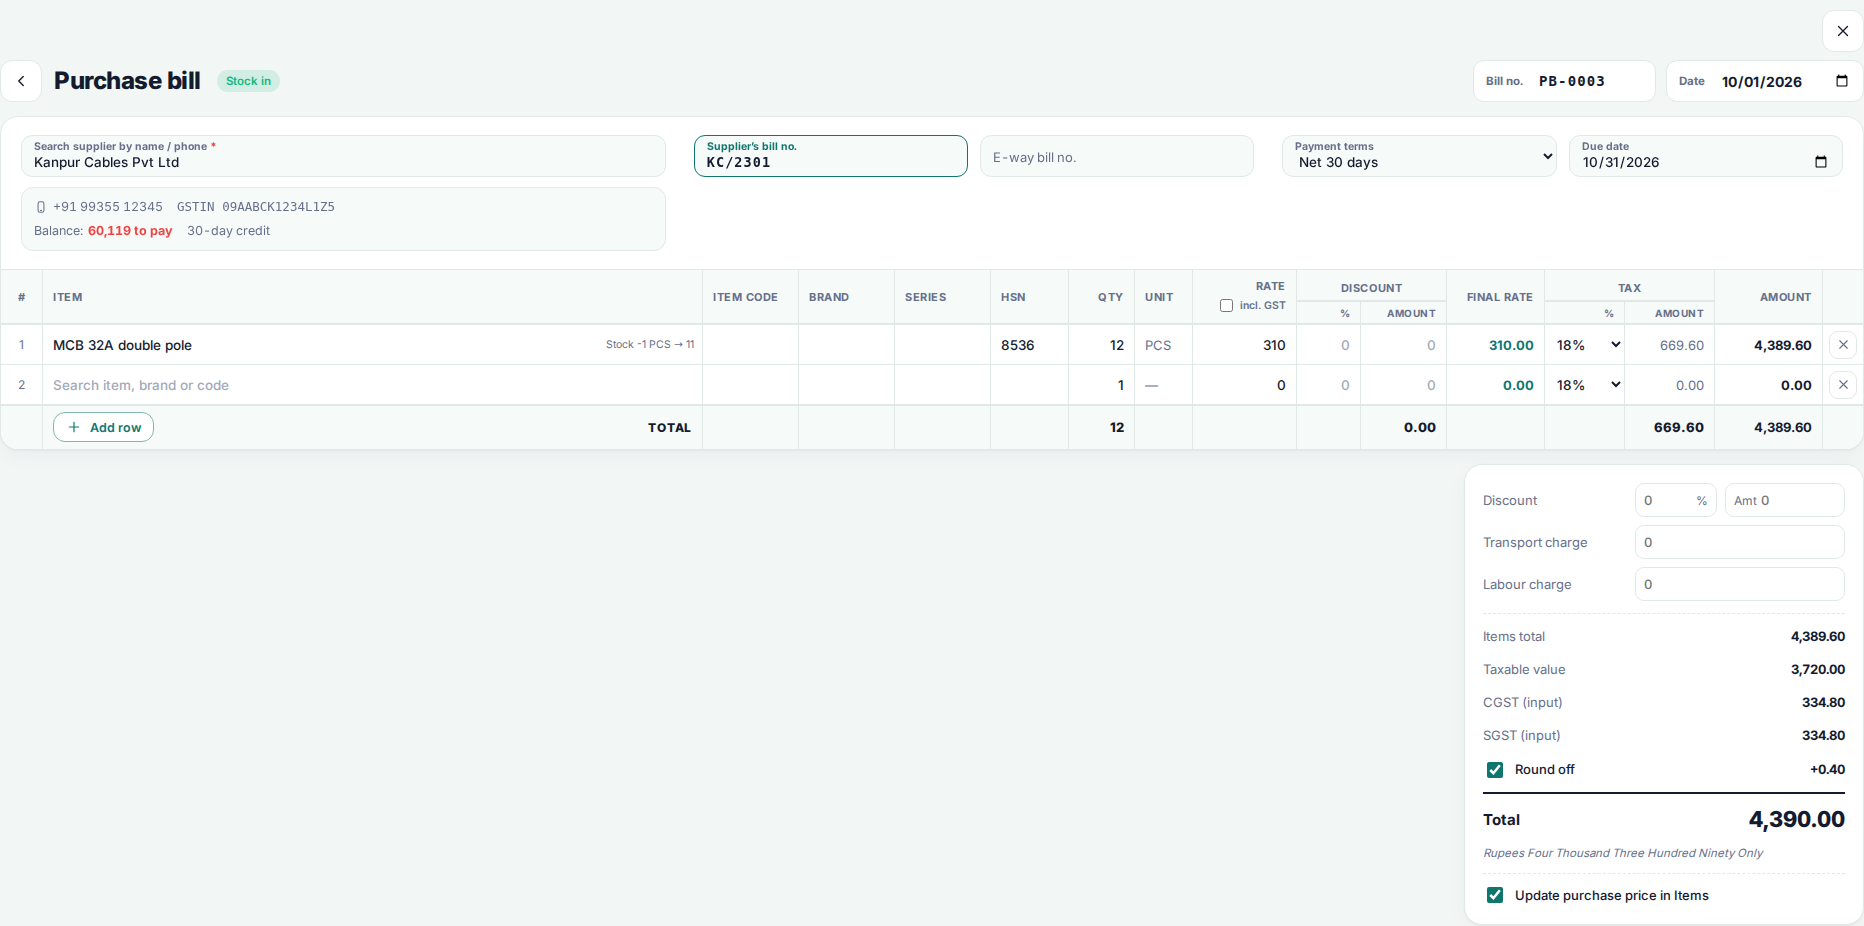 Purchase bill Stock in Bill no. PB-0003 Date 10/01/2026
Search supplier by name / phone * Supplier's bill no. Payment terms Due date
Kanpur Cables Pvt Ltd KC/2301 E-way bill no. Net 30 days 10/31/2026
+91 99355 12345 GSTIN 09AABCK1234L1Z5
Balance: 60,119 to pay 30-day credit
# ITEM ITEM CODE BRAND SERIES HSN QTY UNIT RATE incl. GST DISCOUNT FINAL RATE TAX AMOUNT
% AMOUNT % AMOUNT
1 MCB 32A double pole Stock -1 PCS → 11 8536 12 PCS 310 0 0 310.00 18% 669.60 4,389.60
2 Search item, brand or code 1 — 0 0 0 0.00 18% 0.00 0.00
Add row TOTAL 12 0.00 669.60 4,389.60
Discount 0 % Amt 0
Transport charge 0
Labour charge 0
Items total 4,389.60
Taxable value 3,720.00
CGST (input) 334.80
SGST (input) 334.80
Round off +0.40
Total 4,390.00
Rupees Four Thousand Three Hundred Ninety Only
Update purchase price in Items